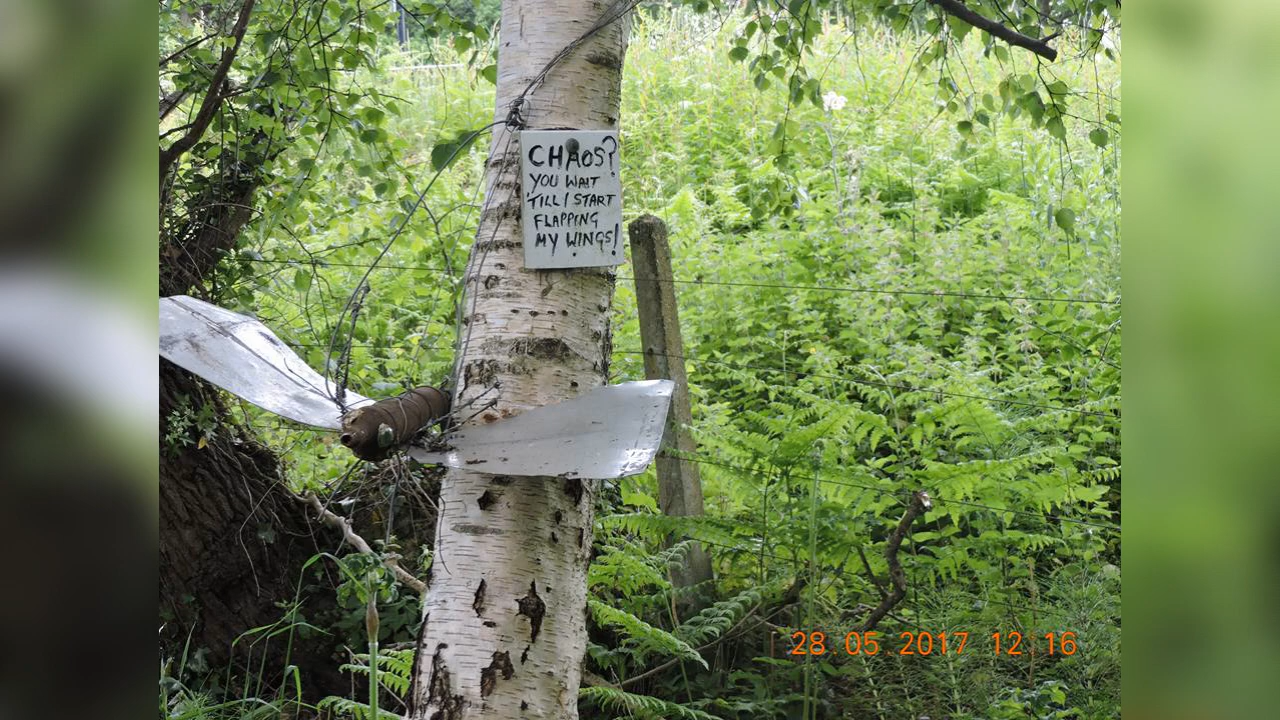 CHAOS?
YOU WAIT
'TILL I START
FLAPPING
MY WINGS!
28.05.2017 12:16